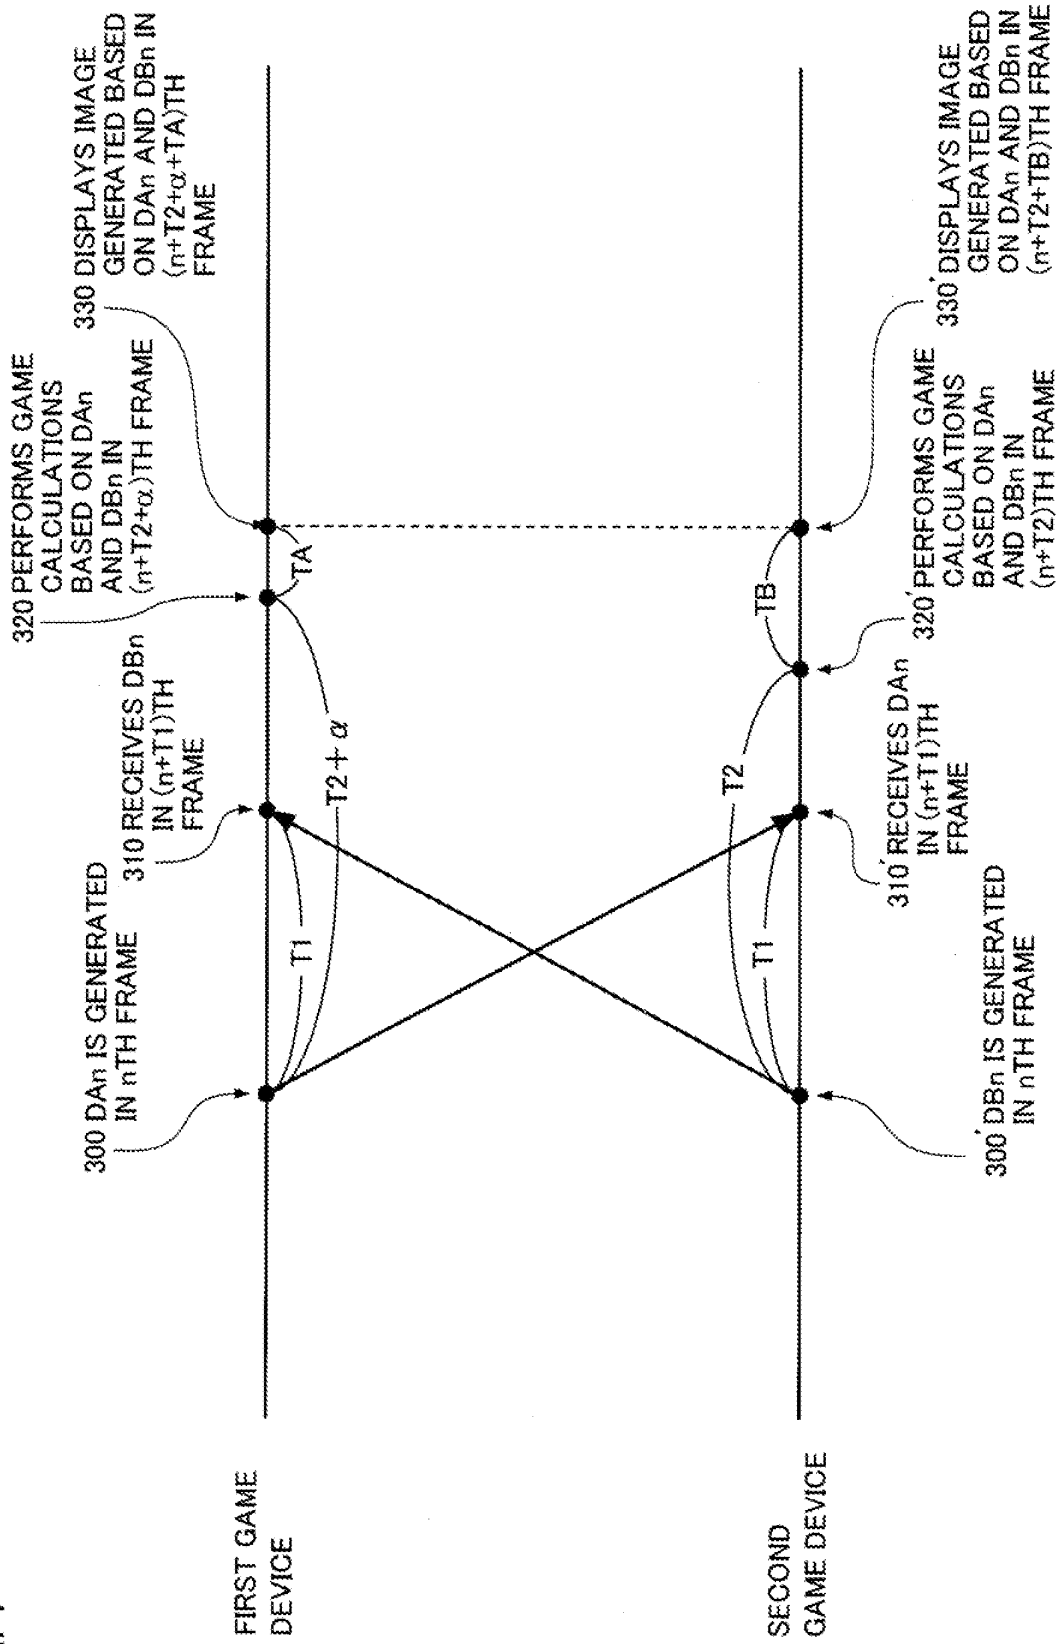 FIRST GAME
DEVICE
300 DAn IS GENERATED
IN nTH FRAME
310 RECEIVES DBn
IN (n+T1)TH
FRAME
320 PERFORMS GAME
CALCULATIONS
BASED ON DAn
AND DBn IN
(n+T2+α)TH FRAME
330 DISPLAYS IMAGE
GENERATED BASED
ON DAn AND DBn IN
(n+T2+α+TA)TH
FRAME
T1
T2+α
TA
T2
T1
TB
SECOND
GAME DEVICE
300' DBn IS GENERATED
IN nTH FRAME
310' RECEIVES DAn
IN (n+T1)TH
FRAME
320' PERFORMS GAME
CALCULATIONS
BASED ON DAn
AND DBn IN
(n+T2)TH FRAME
330' DISPLAYS IMAGE
GENERATED BASED
ON DAn AND DBn IN
(n+T2+TB)TH FRAME